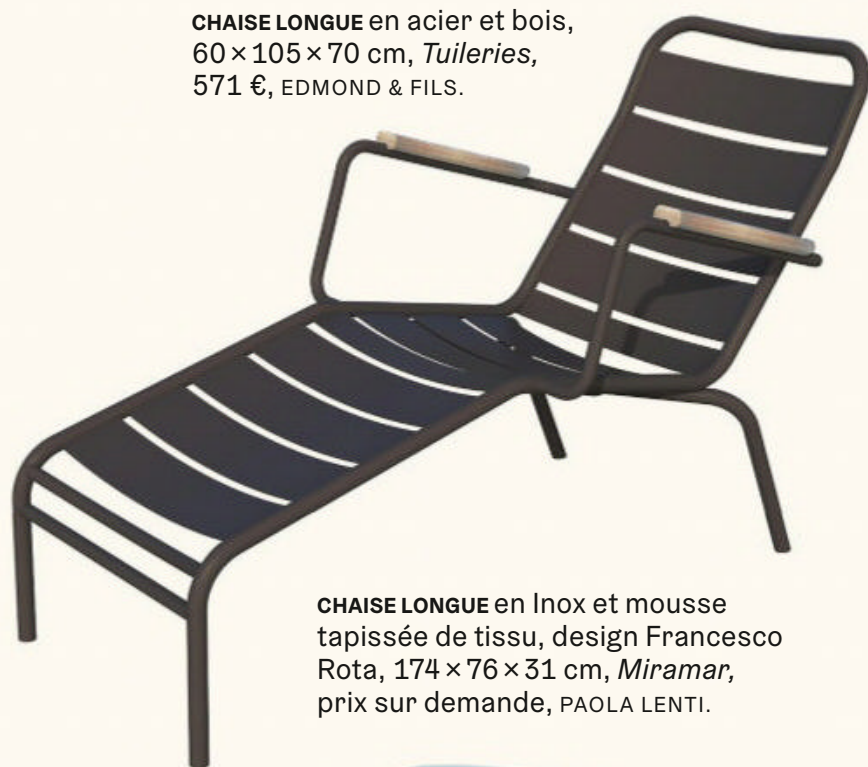 CHAISE LONGUE en acier et bois,
60 × 105 × 70 cm, Tuileries,
571 €, EDMOND & FILS.
CHAISE LONGUE en Inox et mousse
tapissée de tissu, design Francesco
Rota, 174 × 76 × 31 cm, Miramar,
prix sur demande, PAOLA LENTI.